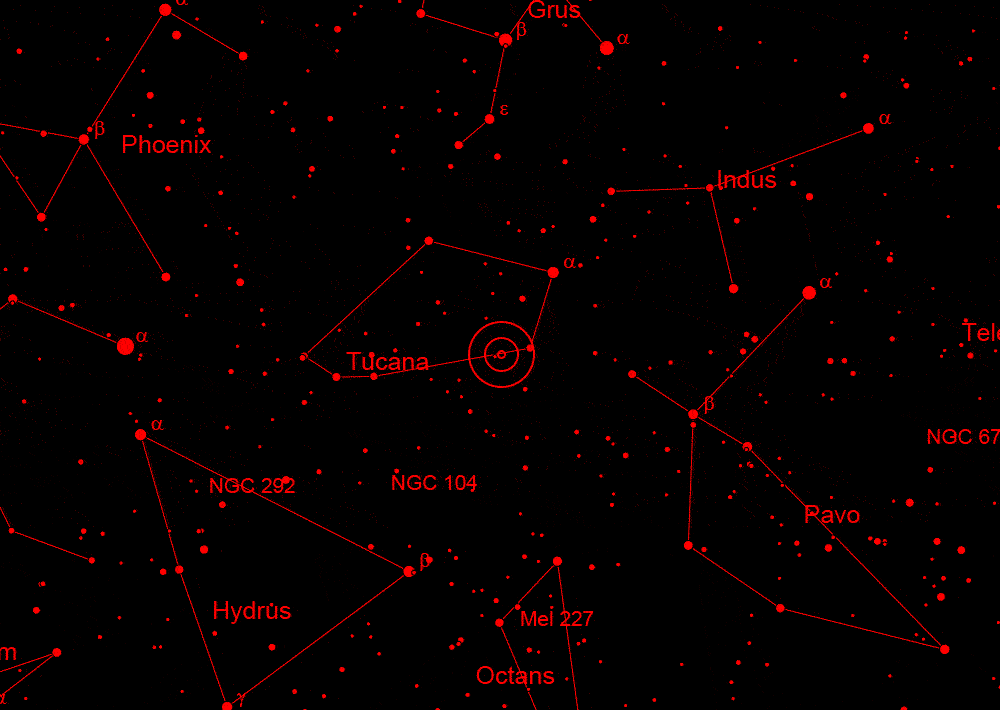 α
Grus
β
α
ε
α
β
Phoenix
Indus
α
α
α
Tele
Tucana
β
α
NGC 67
NGC 292
NGC 104
Pavo
β
Hydrus
Mel 227
m
Octans
γ